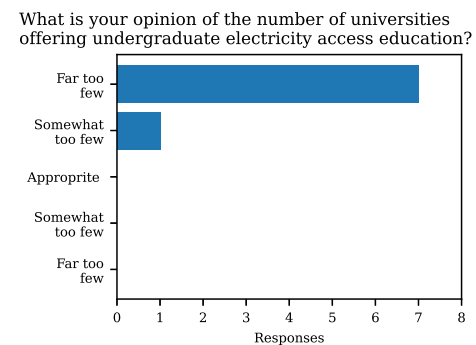 What is your opinion of the number of universities
offering undergraduate electricity access education?
Far too
few
Somewhat
too few
Approprite
Somewhat
too few
Far too
few
0 1 2 3 4 5 6 7 8
Responses